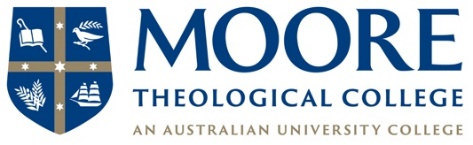 MOORE
THEOLOGICAL COLLEGE
AN AUSTRALIAN UNIVERSITY COLLEGE